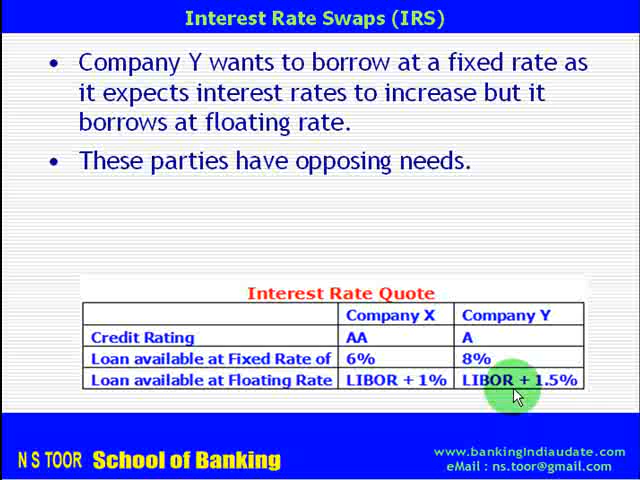 Interest Rate Swaps (IRS)
• Company Y wants to borrow at a fixed rate as
it expects interest rates to increase but it
borrows at floating rate.
• These parties have opposing needs.
Interest Rate Quote
Company X Company Y
Credit Rating AA A
Loan available at Fixed Rate of 6% 8%
Loan available at Floating Rate LIBOR + 1% LIBOR + 1.5%
N S TOOR School of Banking
www.bankingIndiaudate.com
eMail : ns.toor@gmail.com